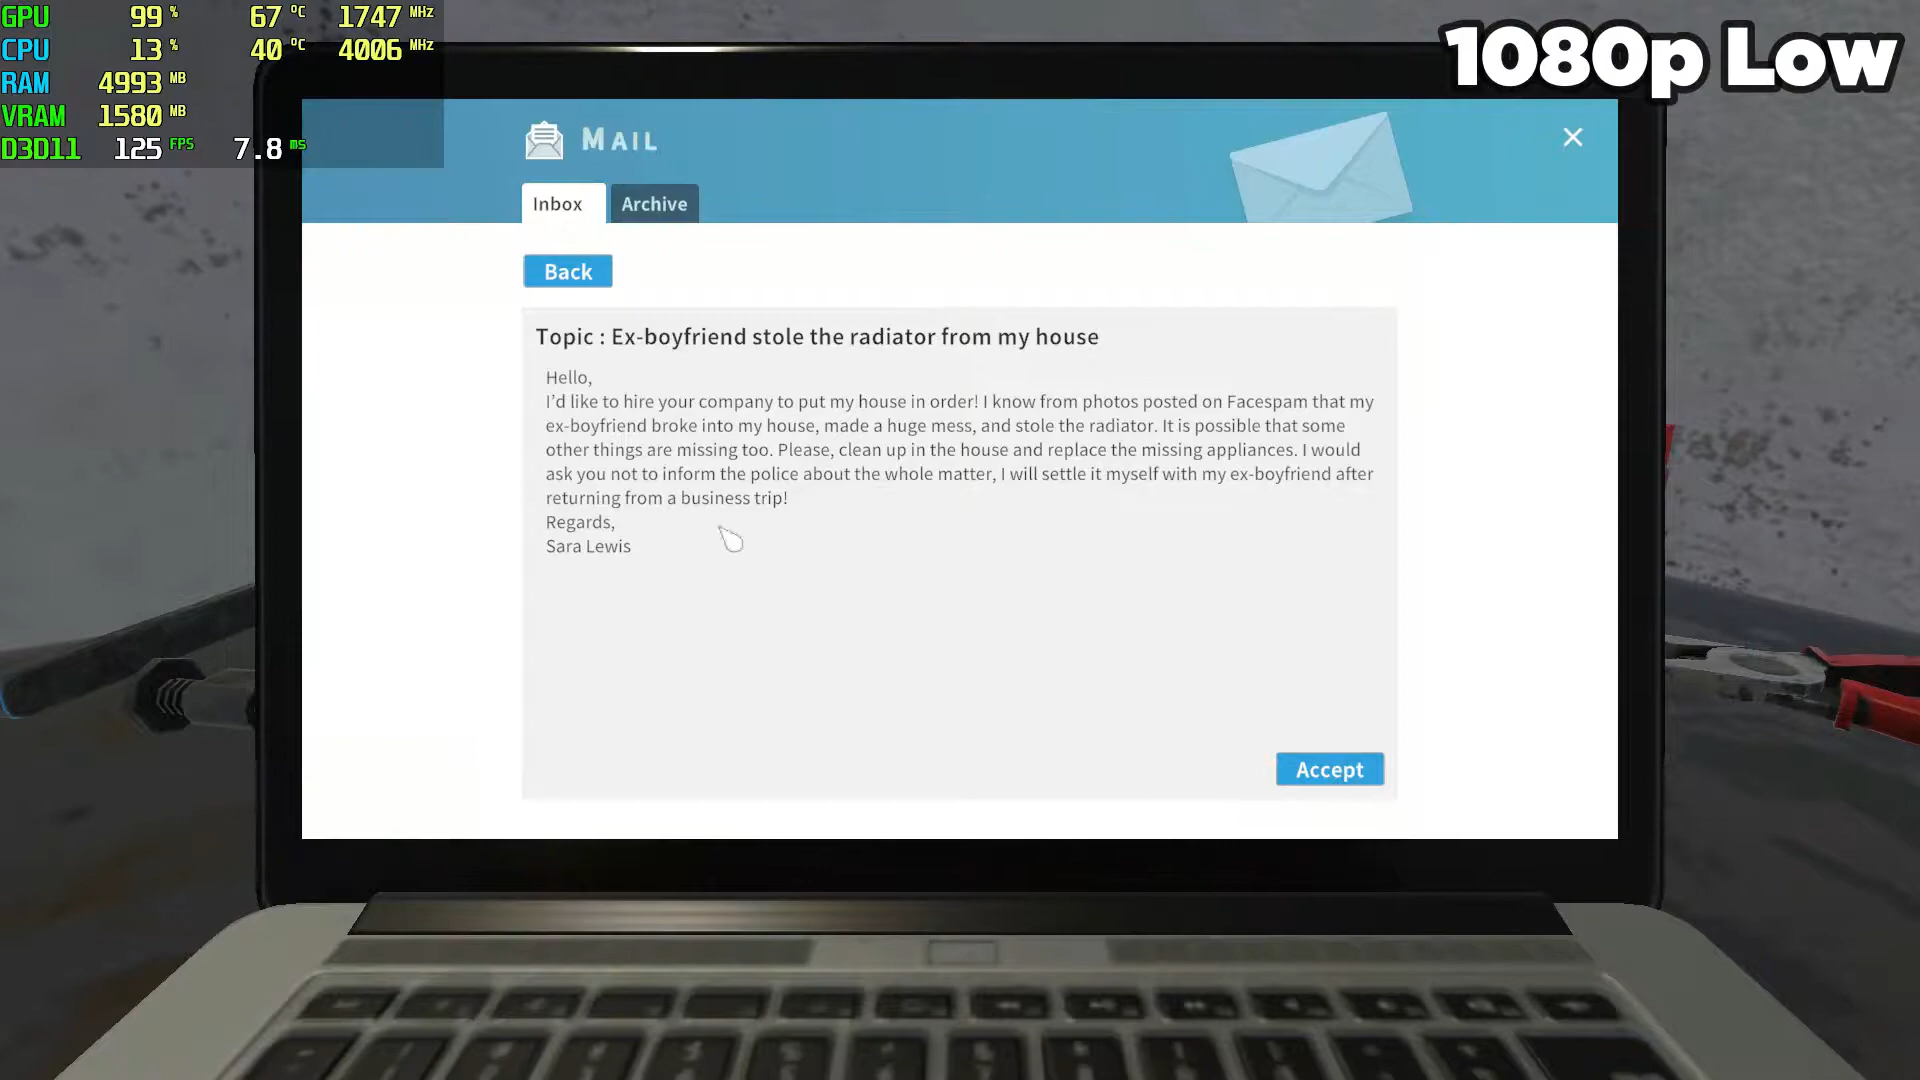 GPU 99 % 67 °C 1747 MHz
CPU 13 % 40 °C 4006 MHz
RAM 4993 MB
VRAM 1580 MB
D3D11 125 FPS 7.8 ms
1080p Low
MAIL
Inbox Archive
Back
Topic : Ex-boyfriend stole the radiator from my house
Hello,
I'd like to hire your company to put my house in order! I know from photos posted on Facespam that my
ex-boyfriend broke into my house, made a huge mess, and stole the radiator. It is possible that some
other things are missing too. Please, clean up in the house and replace the missing appliances. I would
ask you not to inform the police about the whole matter, I will settle it myself with my ex-boyfriend after
returning from a business trip!
Regards,
Sara Lewis
Accept